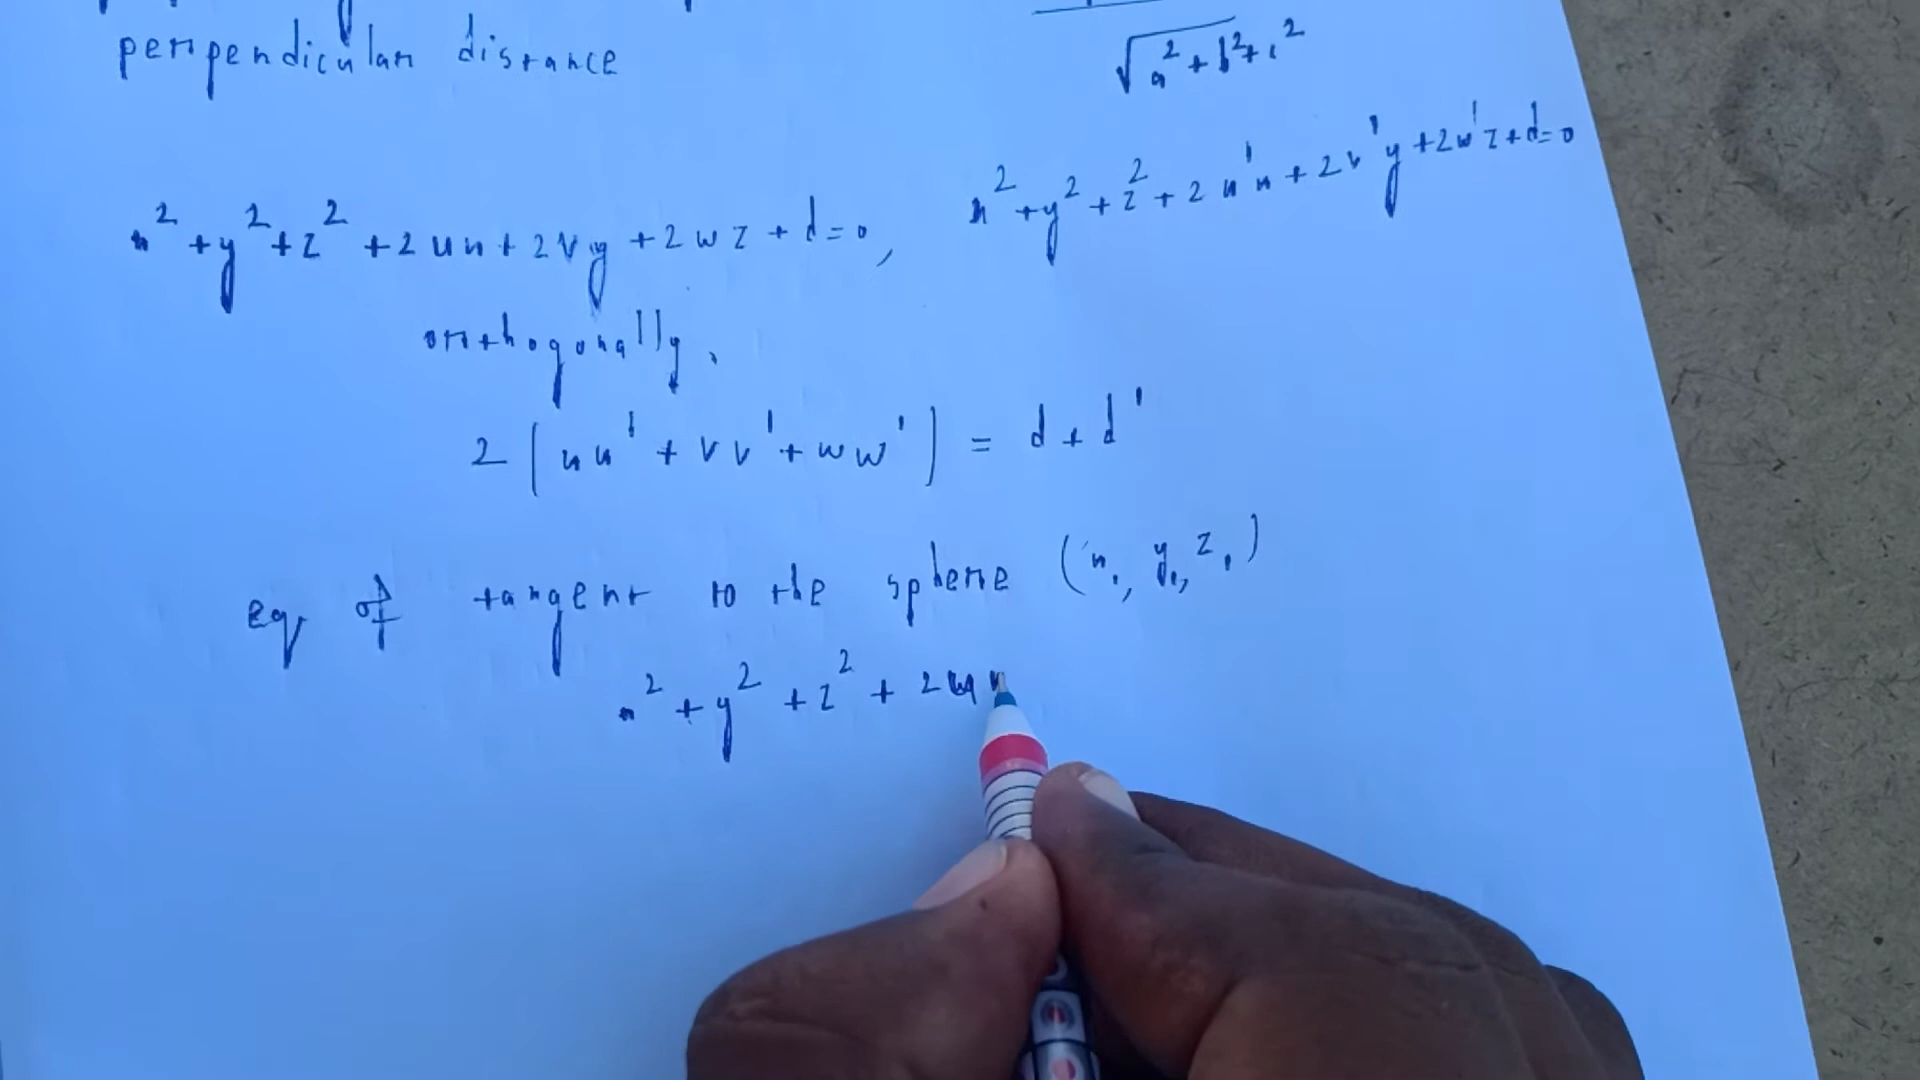 perpendicular distance
√a² + b² + c²
x² + y² + z² + 2ux + 2vy + 2wz + d = 0, x² + y² + z² + 2u'x + 2v'y + 2w'z + d = 0
orthogonally.
2(uu' + vv' + ww') = d + d'
eq of tangent to the sphere (x₁, y₁, z₁)
x² + y² + z² + 2ux